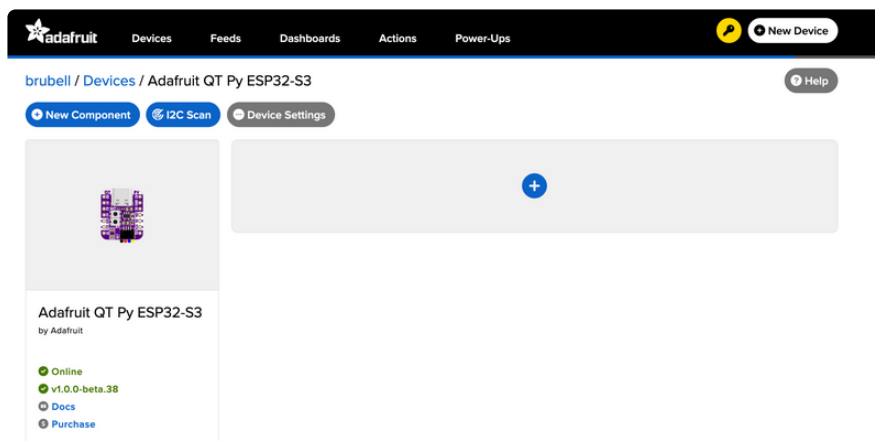 adafruit Devices Feeds Dashboards Actions Power-Ups New Device
brubell / Devices / Adafruit QT Py ESP32-S3 Help
New Component I2C Scan Device Settings
Adafruit QT Py ESP32-S3
by Adafruit
Online
v1.0.0-beta.38
Docs
Purchase